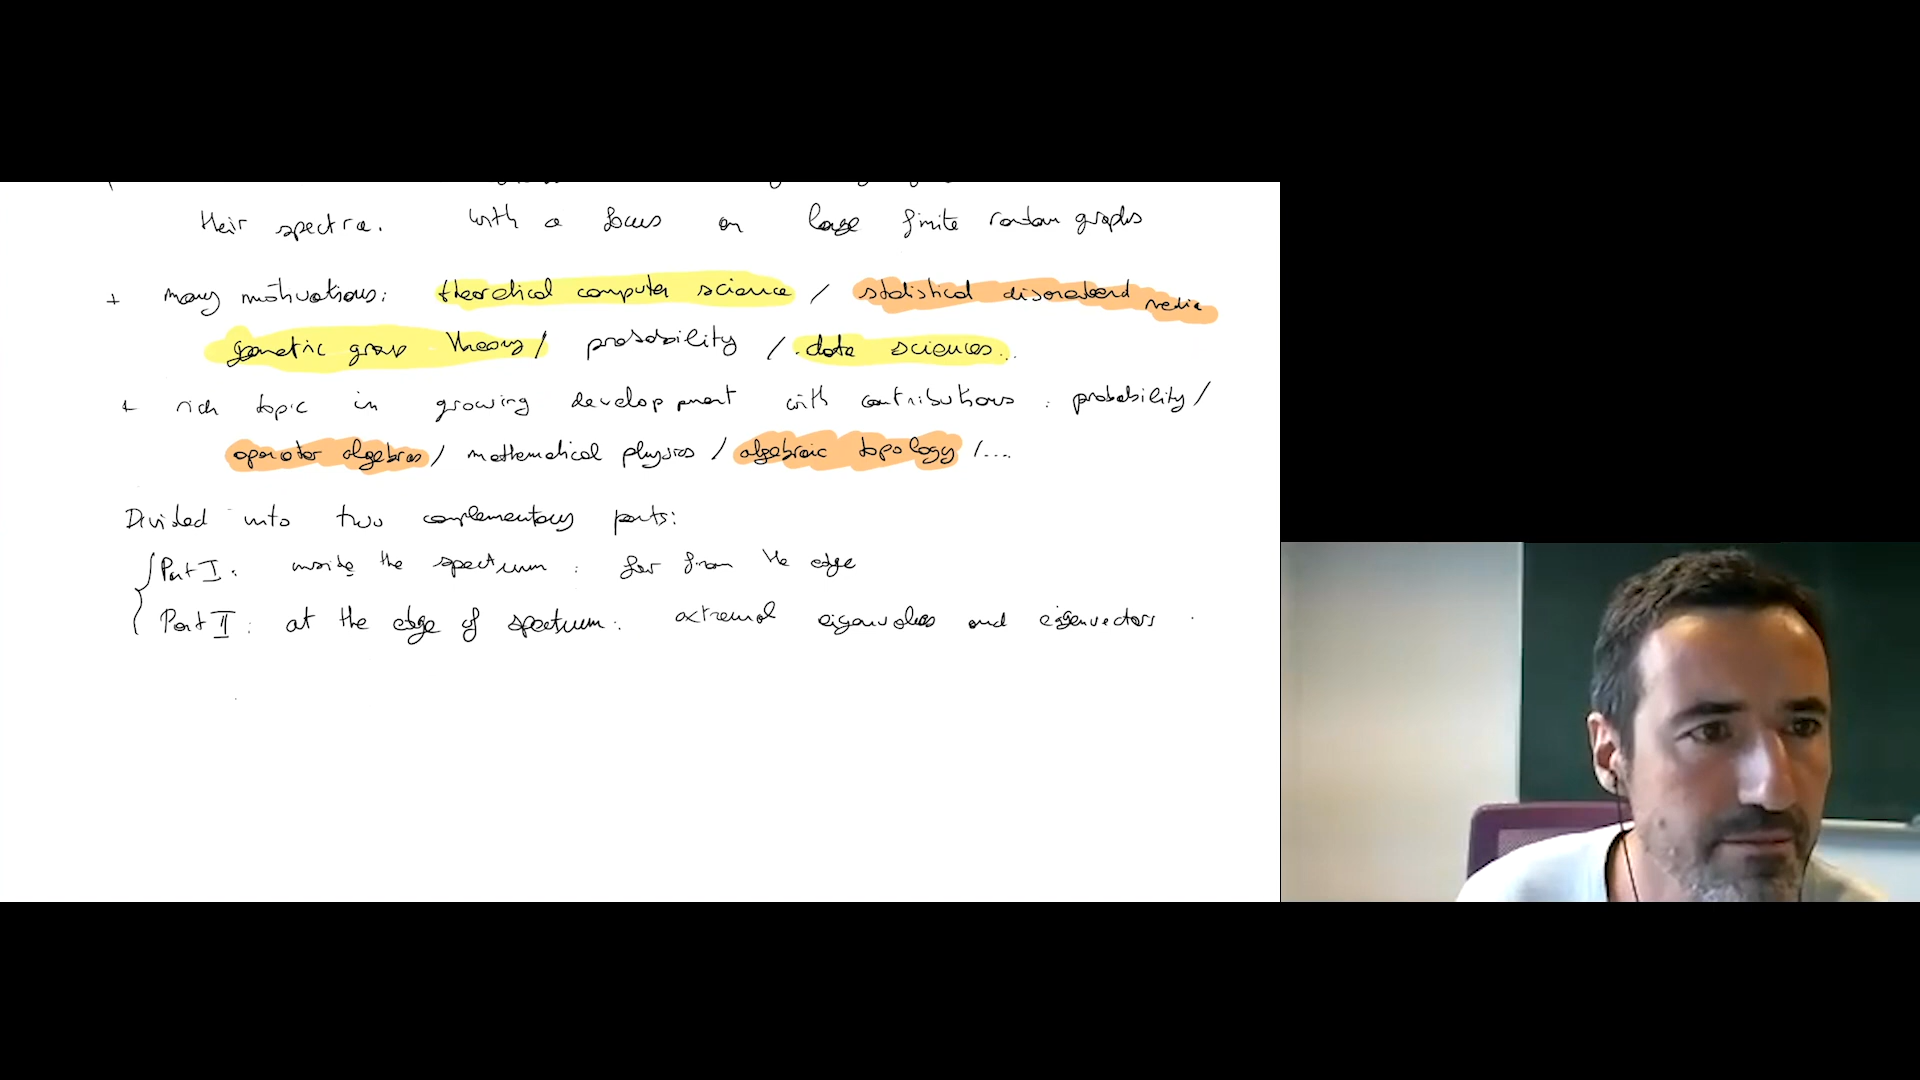 their spectra. with a focus on large finite random graphs
+ many motivations: theoretical computer science / statistical disordered media
geometric group theory / probability / data sciences...
+ rich topic in growing development with contributions : probability /
operator algebras / mathematical physics / algebraic topology /....
Divided into two complementary parts:
Part I: inside the spectrum : far from the edge
Part II : at the edge of spectrum: extremal eigenvalues and eigenvectors.